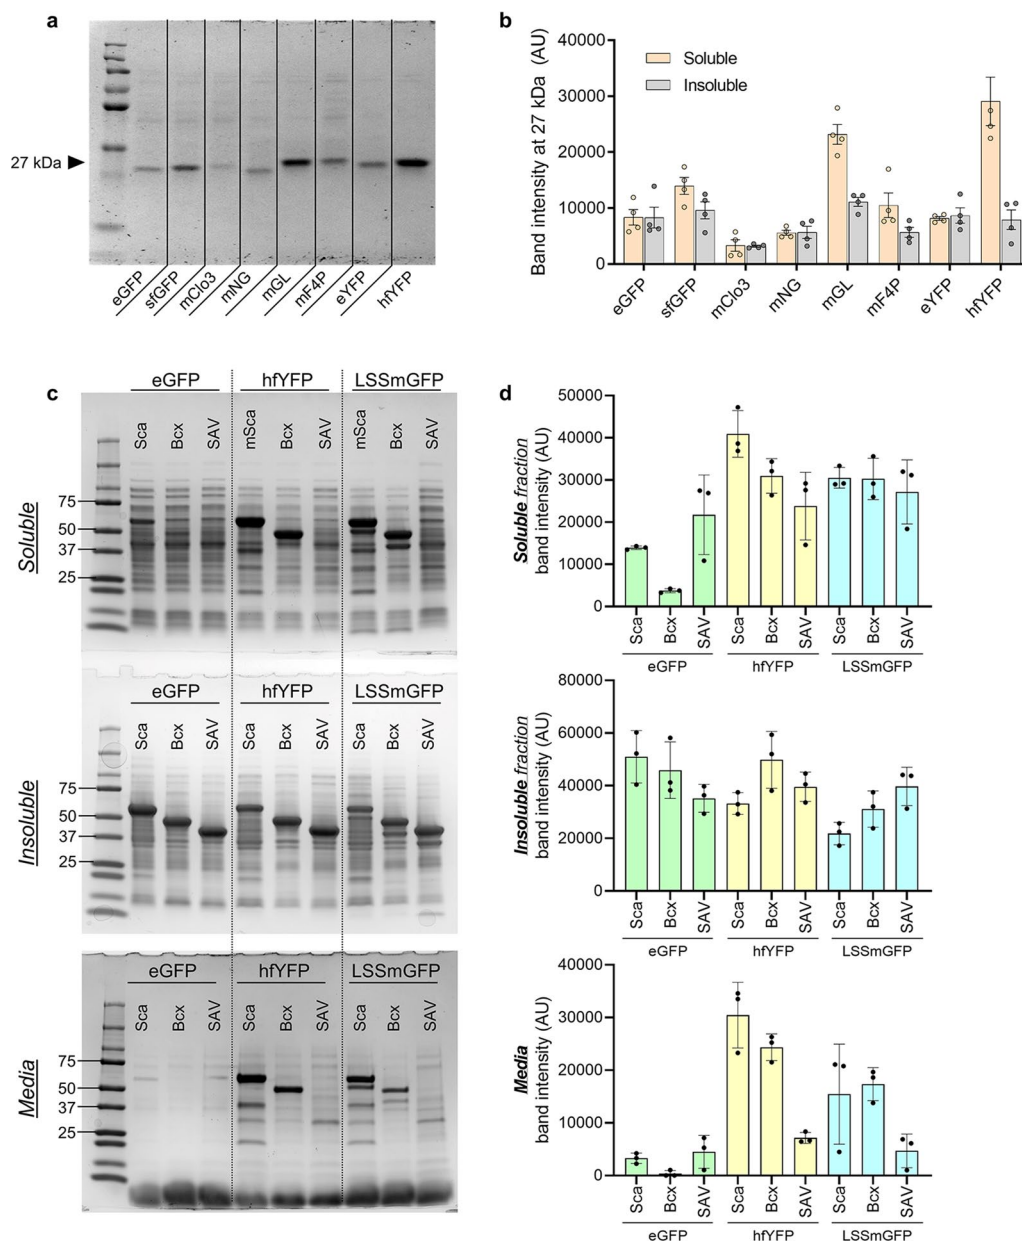 a
27 kDa
eGFP
sfGFP
mClo3
mNG
mGL
mF4P
eYFP
hfYFP
b
Band intensity at 27 kDa (AU)
40000
30000
20000
10000
0
Soluble
Insoluble
eGFP
sfGFP
mClo3
mNG
mGL
mF4P
eYFP
hfYFP
c
eGFP hfYFP LSSmGFP
Sca Bcx SAV mSca Bcx SAV mSca Bcx SAV
Soluble
75
50
37
25
eGFP hfYFP LSSmGFP
Sca Bcx SAV Sca Bcx SAV Sca Bcx SAV
Insoluble
75
50
37
25
eGFP hfYFP LSSmGFP
Sca Bcx SAV Sca Bcx SAV Sca Bcx SAV
Media
75
50
37
25
d
Soluble fraction
band intensity (AU)
50000
40000
30000
20000
10000
0
Sca Bcx SAV Sca Bcx SAV Sca Bcx SAV
eGFP hfYFP LSSmGFP
Insoluble fraction
band intensity (AU)
80000
60000
40000
20000
0
Sca Bcx SAV Sca Bcx SAV Sca Bcx SAV
eGFP hfYFP LSSmGFP
Media
band intensity (AU)
40000
30000
20000
10000
0
Sca Bcx SAV Sca Bcx SAV Sca Bcx SAV
eGFP hfYFP LSSmGFP